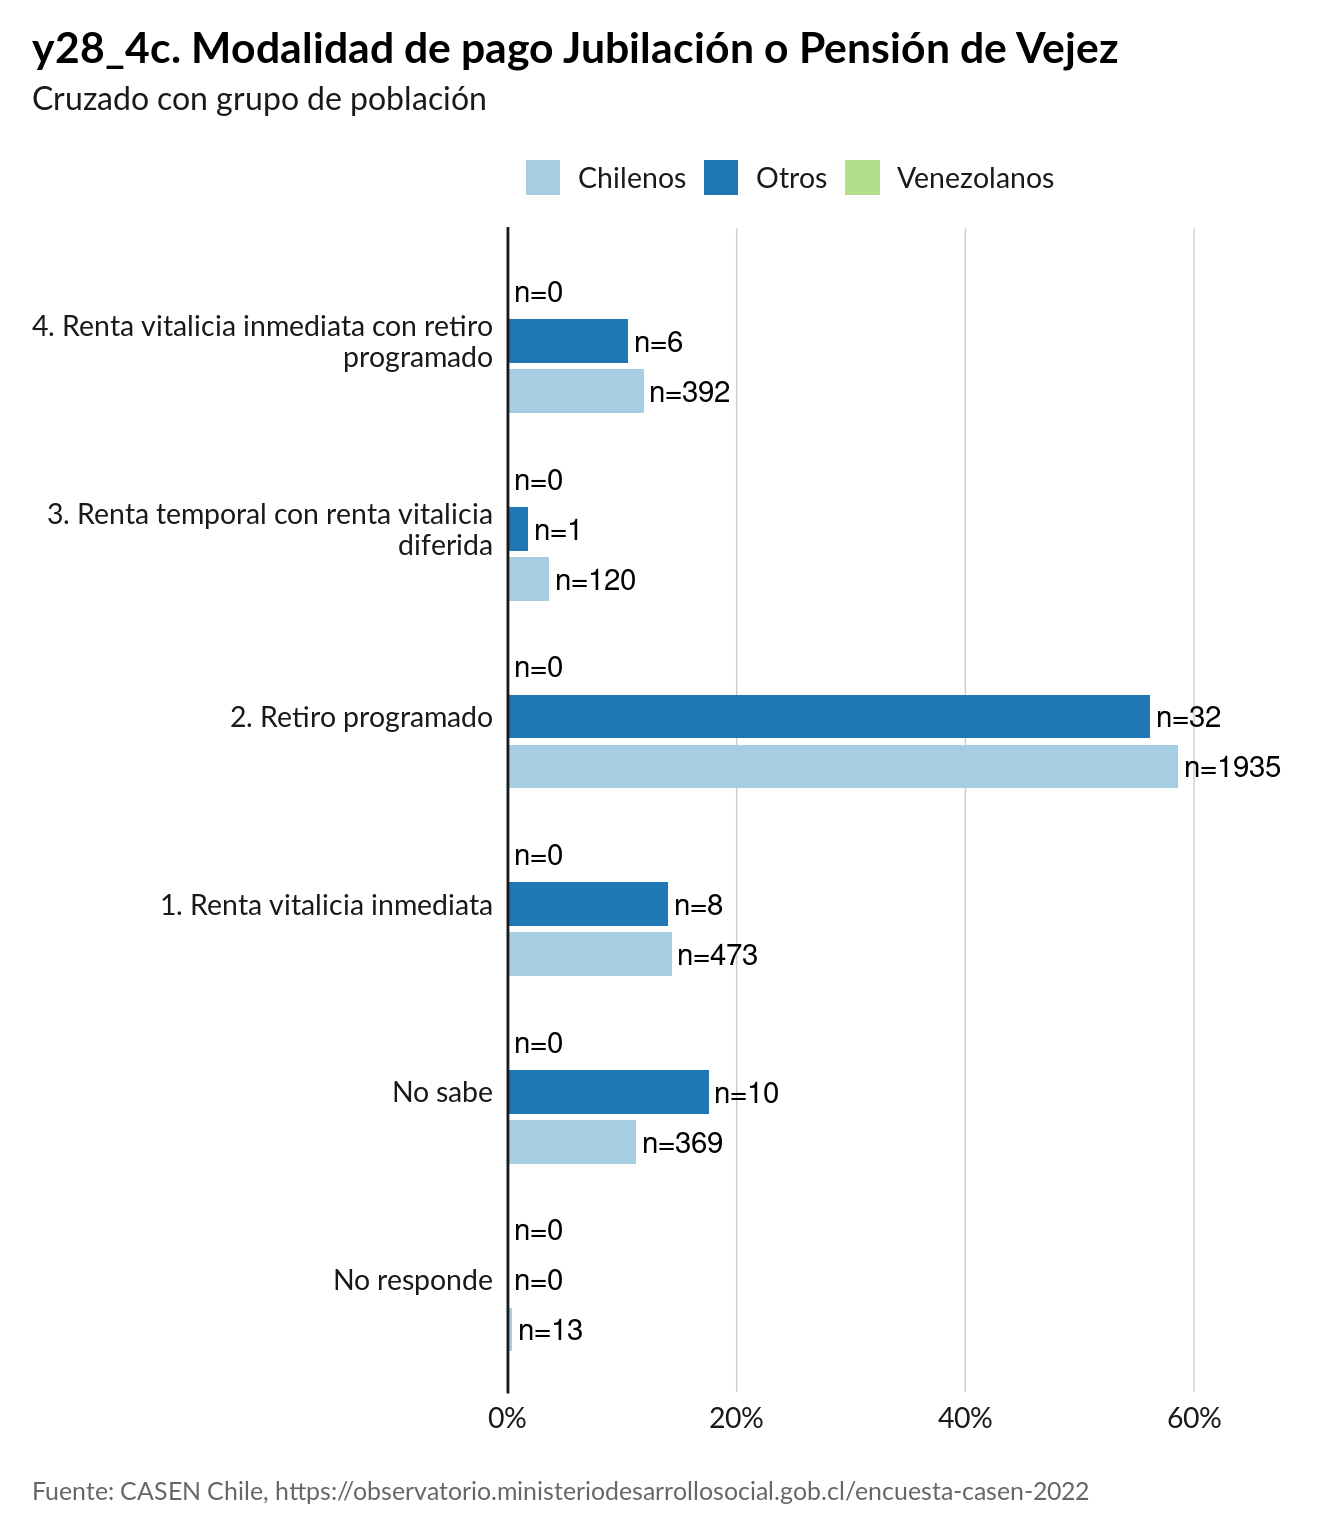 y28_4c. Modalidad de pago Jubilación o Pensión de Vejez
Cruzado con grupo de población
Chilenos Otros Venezolanos
n=0
4. Renta vitalicia inmediata con retiro
programado
n=6
n=392
n=0
3. Renta temporal con renta vitalicia
diferida
n=1
n=120
n=0
2. Retiro programado
n=32
n=1935
n=0
1. Renta vitalicia inmediata
n=8
n=473
n=0
No sabe
n=10
n=369
n=0
No responde
n=0
n=13
0% 20% 40% 60%
Fuente: CASEN Chile, https://observatorio.ministeriodesarrollosocial.gob.cl/encuesta-casen-2022